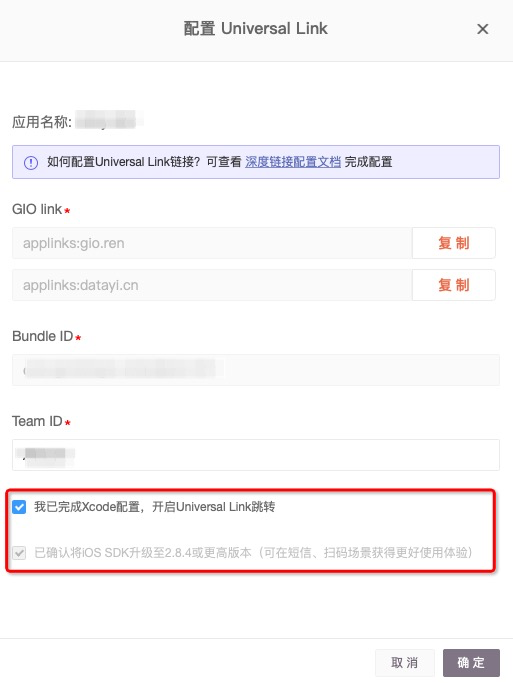 配置 Universal Link
应用名称:
如何配置Universal Link链接？可查看 深度链接配置文档 完成配置
GIO link*
applinks:gio.ren
复制
applinks:datayi.cn
复制
Bundle ID*
Team ID*
我已完成Xcode配置，开启Universal Link跳转
已确认将iOS SDK升级至2.8.4或更高版本（可在短信、扫码场景获得更好使用体验）
取消
确定